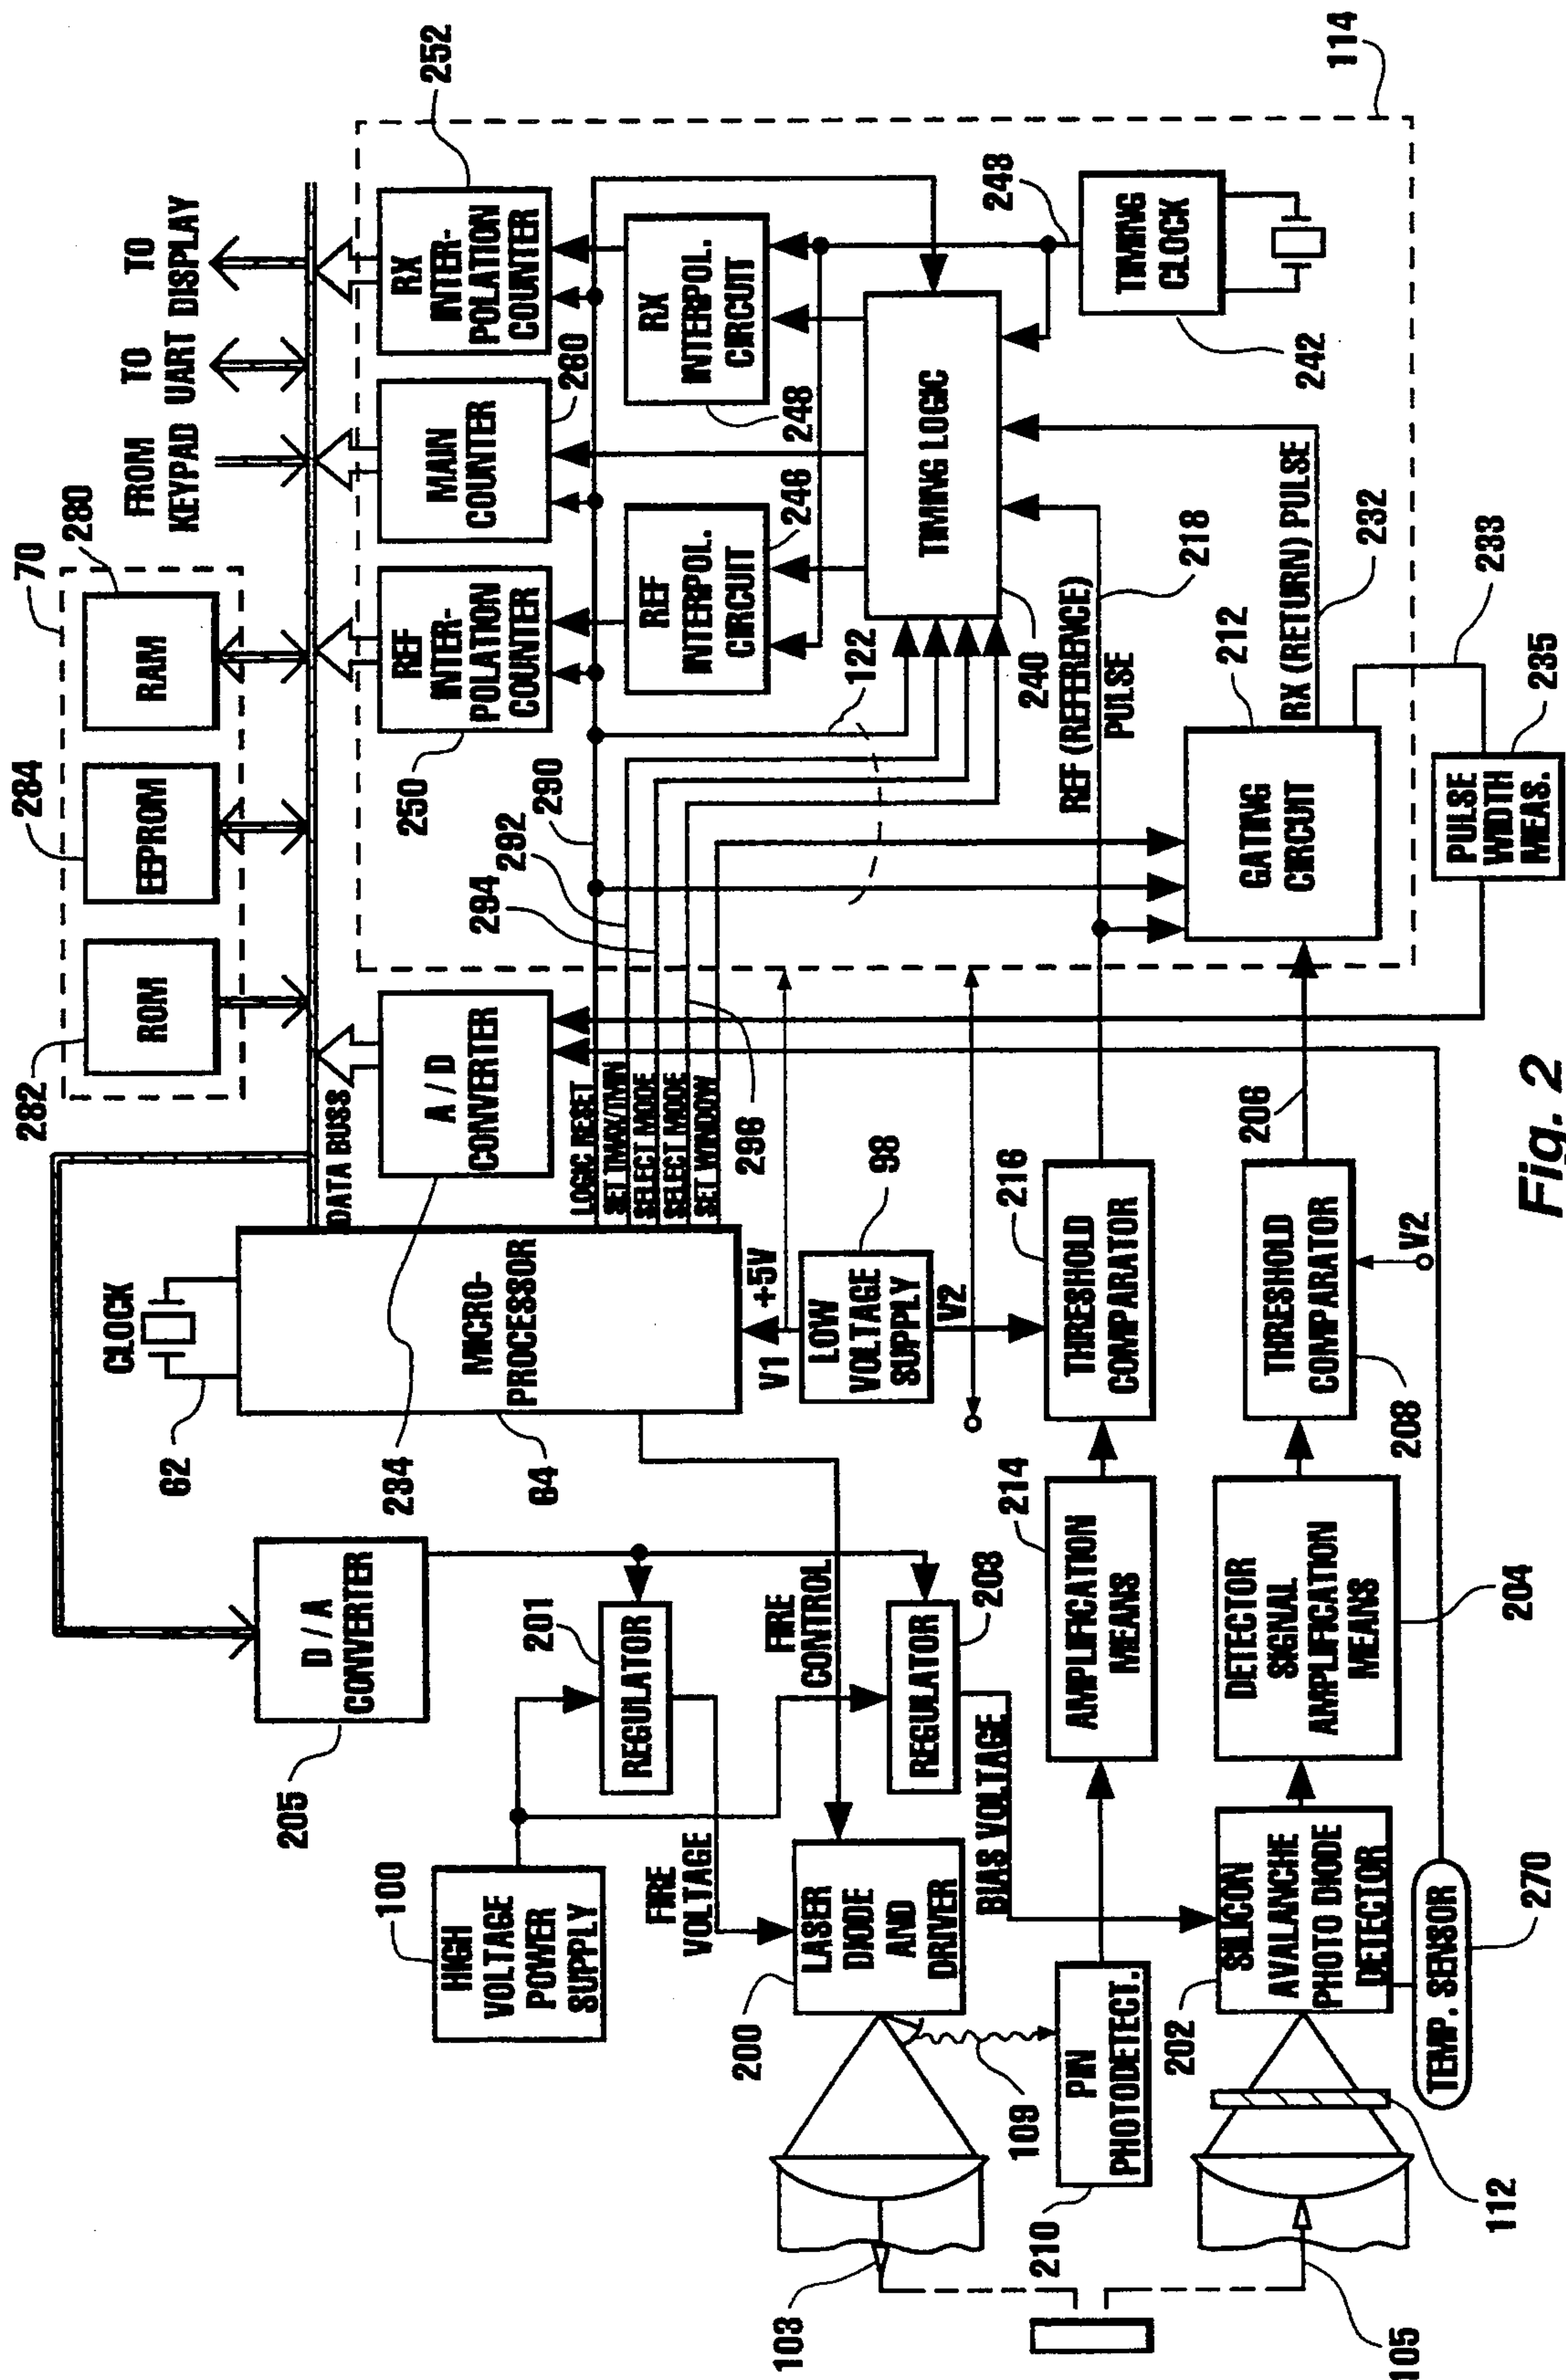 70
280
RAM
284
EEPROM
282
ROM
FROM
KEYPAD
TO
UART
TO
DISPLAY
CLOCK
62
DATA BUSS
MICRO-
PROCESSOR
64
A / D
CONVERTER
234
D / A
CONVERTER
205
LOGIC RESET
SET TMAX/TMIN
SELECT MODE
SELECT MODE
SET WINDOW
296
294
292
290
122
REF
INTER-
POLATION
COUNTER
250
MAIN
COUNTER
260
RX
INTER-
POLATION
COUNTER
252
REF
INTERPOL.
CIRCUIT
246
RX
INTERPOL.
CIRCUIT
248
TIMING LOGIC
240
243
TIMING
CLOCK
242
114
V1
+5V
LOW
VOLTAGE
SUPPLY
98
V2
HIGH
VOLTAGE
POWER
SUPPLY
100
REGULATOR
201
FIRE
VOLTAGE
FIRE
CONTROL
REGULATOR
203
BIAS VOLTAGE
LASER
DIODE
AND
DRIVER
200
109
PIN
PHOTODETECT.
210
AMPLIFICATION
MEANS
214
THRESHOLD
COMPARATOR
216
REF (REFERENCE)
PULSE
218
103
105
112
SILICON
AVALANCHE
PHOTO DIODE
DETECTOR
202
TEMP. SENSOR
270
DETECTOR
SIGNAL
AMPLIFICATION
MEANS
204
THRESHOLD
COMPARATOR
208
V2
206
GATING
CIRCUIT
212
RX (RETURN) PULSE
232
233
PULSE
WIDTH
MEAS.
235
Fig. 2